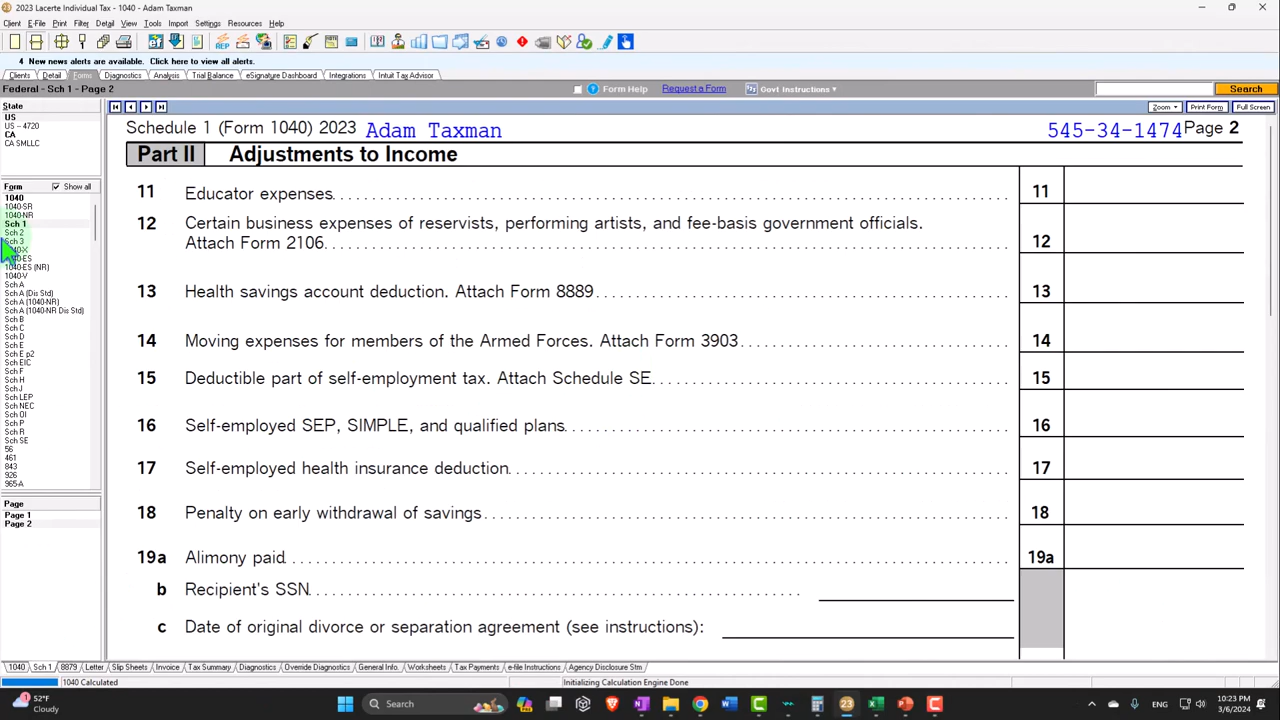 2023 Lacerte Individual Tax - 1040 - Adam Taxman
Client E-File Print Filter Detail View Tools Import Settings Resources Help
4 New news alerts are available. Click here to view all alerts.
Clients Detail Forms Diagnostics Analysis Trial Balance eSignature Dashboard Integrations Intuit Tax Advisor
Federal - Sch 1 - Page 2
Form Help Request a Form Govt Instructions Search
State
US
US - 4720
CA
CA SMLLC
Zoom Print Form Full Screen
Form Show all
1040
1040-SR
1040-NR
Sch 1
Sch 2
Sch 3
1040-X
1040-ES
1040-ES (NR)
1040-V
Sch A
Sch A (Dis Std)
Sch A (1040-NR)
Sch A (1040-NR Dis Std)
Sch B
Sch C
Sch D
Sch E
Sch E p2
Sch EIC
Sch F
Sch H
Sch J
Sch LEP
Sch NEC
Sch OI
Sch P
Sch R
Sch SE
56
461
843
926
965-A
Page
Page 1
Page 2
Schedule 1 (Form 1040) 2023 Adam Taxman 545-34-1474 Page 2
Part II Adjustments to Income
11 Educator expenses 11
12 Certain business expenses of reservists, performing artists, and fee-basis government officials.
Attach Form 2106 12
13 Health savings account deduction. Attach Form 8889 13
14 Moving expenses for members of the Armed Forces. Attach Form 3903 14
15 Deductible part of self-employment tax. Attach Schedule SE 15
16 Self-employed SEP, SIMPLE, and qualified plans 16
17 Self-employed health insurance deduction 17
18 Penalty on early withdrawal of savings 18
19a Alimony paid 19a
b Recipient's SSN
c Date of original divorce or separation agreement (see instructions):
1040 Sch 1 8879 Letter Slip Sheets Invoice Tax Summary Diagnostics Override Diagnostics General Info. Worksheets Tax Payments e-file Instructions Agency Disclosure Stm
1040 Calculated Initializing Calculation Engine Done
52°F
Cloudy
Search
ENG
10:23 PM
3/6/2024